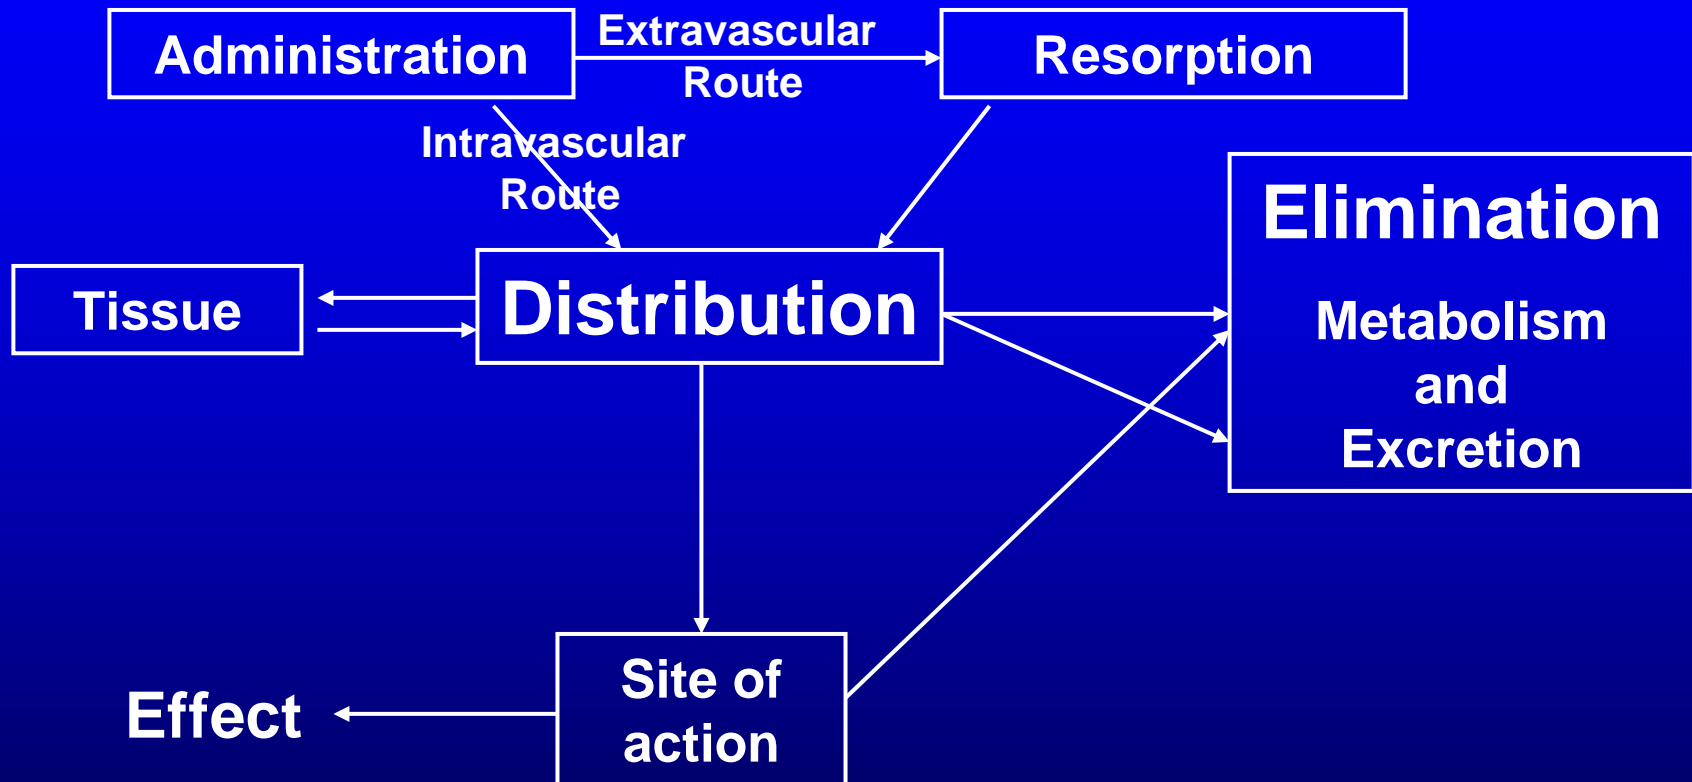 Administration
Extravascular
Route
Resorption
Intravascular
Route
Elimination
Metabolism
and
Excretion
Tissue
Distribution
Site of
action
Effect